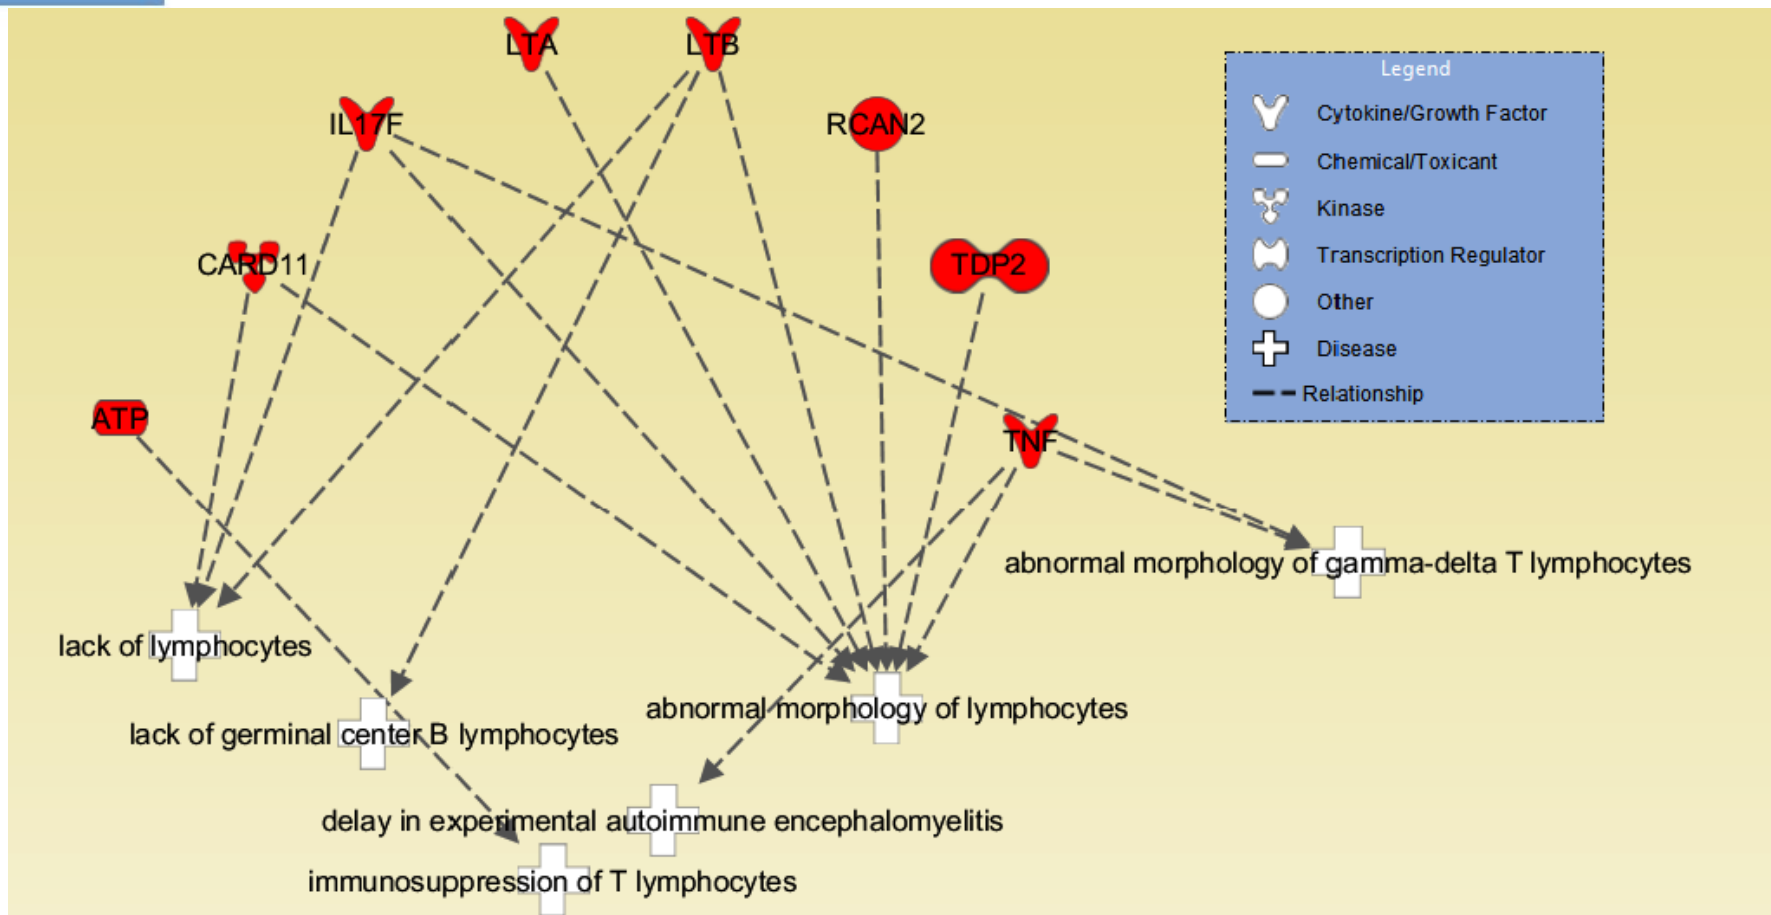 LTA
LTB
Legend
IL17F
RCAN2
Cytokine/Growth Factor
Chemical/Toxicant
Kinase
CARD11
TDP2
Transcription Regulator
Other
Disease
Relationship
ATP
TNF
abnormal morphology of gamma-delta T lymphocytes
lack of lymphocytes
abnormal morphology of lymphocytes
lack of germinal center B lymphocytes
delay in experimental autoimmune encephalomyelitis
immunosuppression of T lymphocytes